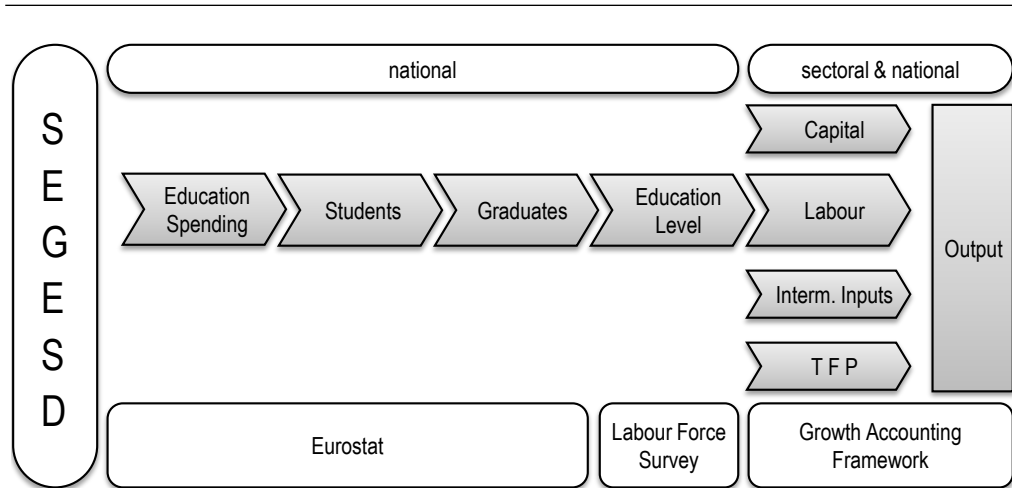 S
E
G
E
S
D
national
sectoral & national
Capital
Education
Spending
Students
Graduates
Education
Level
Labour
Interm. Inputs
T F P
Output
Eurostat
Labour Force
Survey
Growth Accounting
Framework